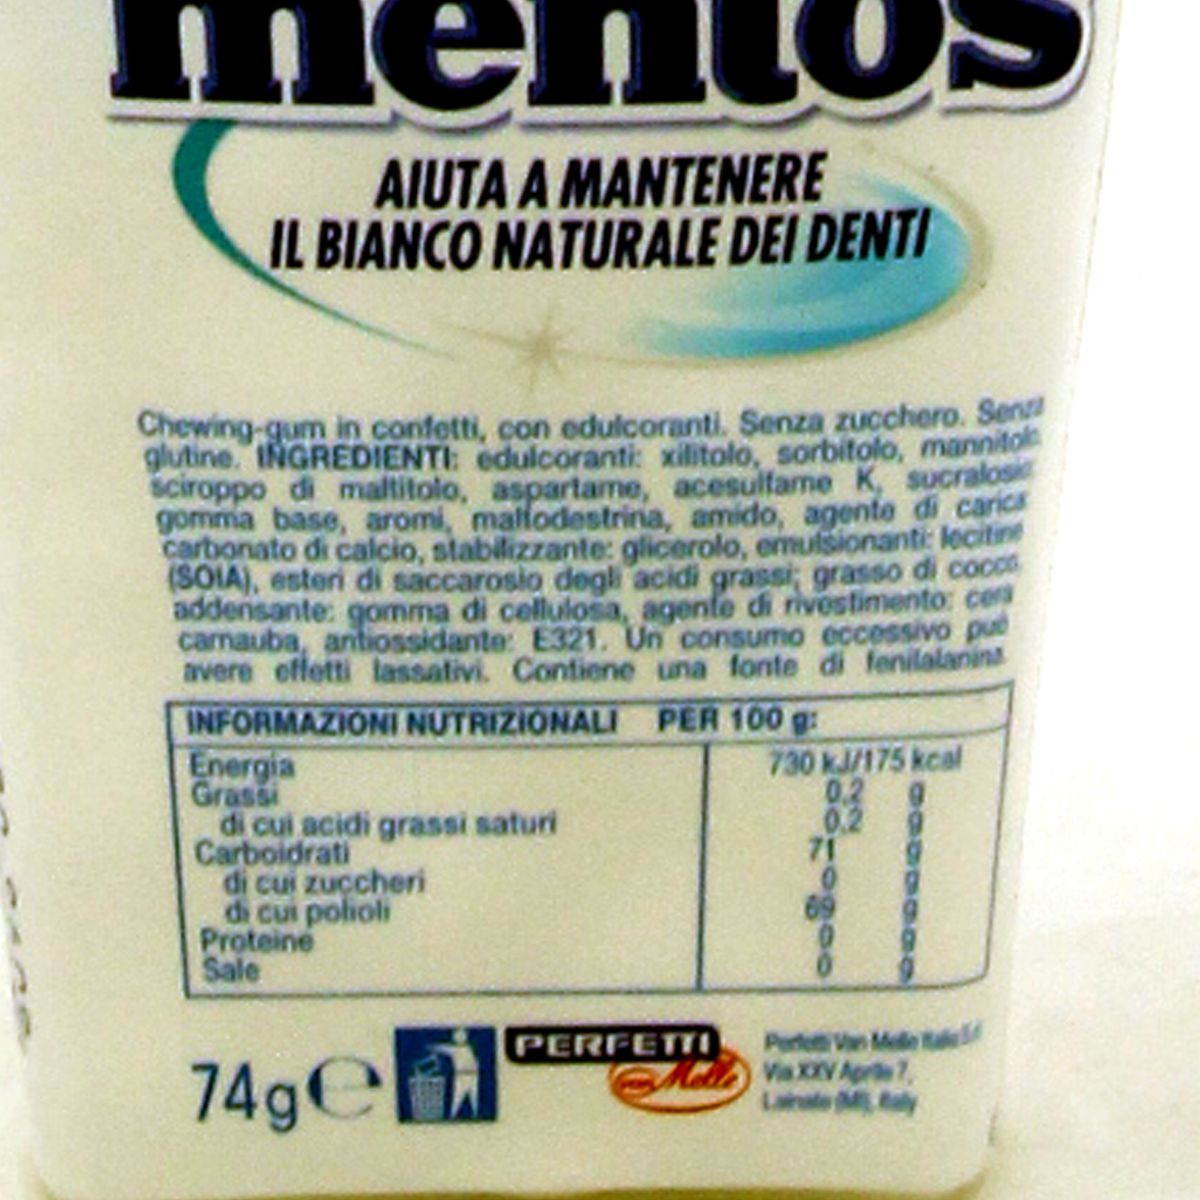 mentos
AIUTA A MANTENERE
IL BIANCO NATURALE DEI DENTI
Chewing-gum in confetti, con edulcoranti. Senza zucchero. Senza
glutine. INGREDIENTI: edulcoranti: xilitolo, sorbitolo, mannitolo,
sciroppo di maltitolo, aspartame, acesulfame K, sucralosio;
gomma base, aromi, maltodestrina, amido, agente di carica:
carbonato di calcio, stabilizzante: glicerolo, emulsionanti: lecitine
(SOIA), esteri di saccarosio degli acidi grassi; grasso di cocco,
addensante: gomma di cellulosa, agente di rivestimento: cera
carnauba, antiossidante: E321. Un consumo eccessivo può
avere effetti lassativi. Contiene una fonte di fenilalanina.
INFORMAZIONI NUTRIZIONALI PER 100 g:
Energia 730 kJ/175 kcal
Grassi 0,2 g
di cui acidi grassi saturi 0,2 g
Carboidrati 71 g
di cui zuccheri 0 g
di cui polioli 69 g
Proteine 0 g
Sale 0 g
74g e
PERFETTI
van Melle
Perfetti Van Melle Italia
Via XXV Aprile 7,
Lainate (MI), Italy